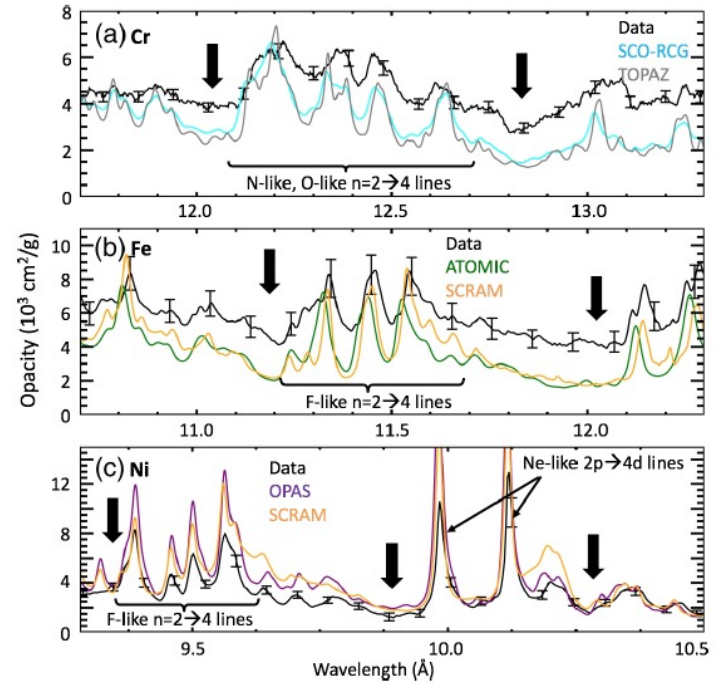 8
6
4
2
0
(a) Cr
Data
SCO-RCG
TOPAZ
N-like, O-like n=2→4 lines
12.0
12.5
13.0
Opacity (10³ cm²/g)
10
8
6
4
2
0
(b) Fe
Data
ATOMIC
SCRAM
F-like n=2→4 lines
11.0
11.5
12.0
12
8
4
0
(c) Ni
Data
OPAS
SCRAM
Ne-like 2p→4d lines
F-like n=2→4 lines
9.5
10.0
10.5
Wavelength (Å)